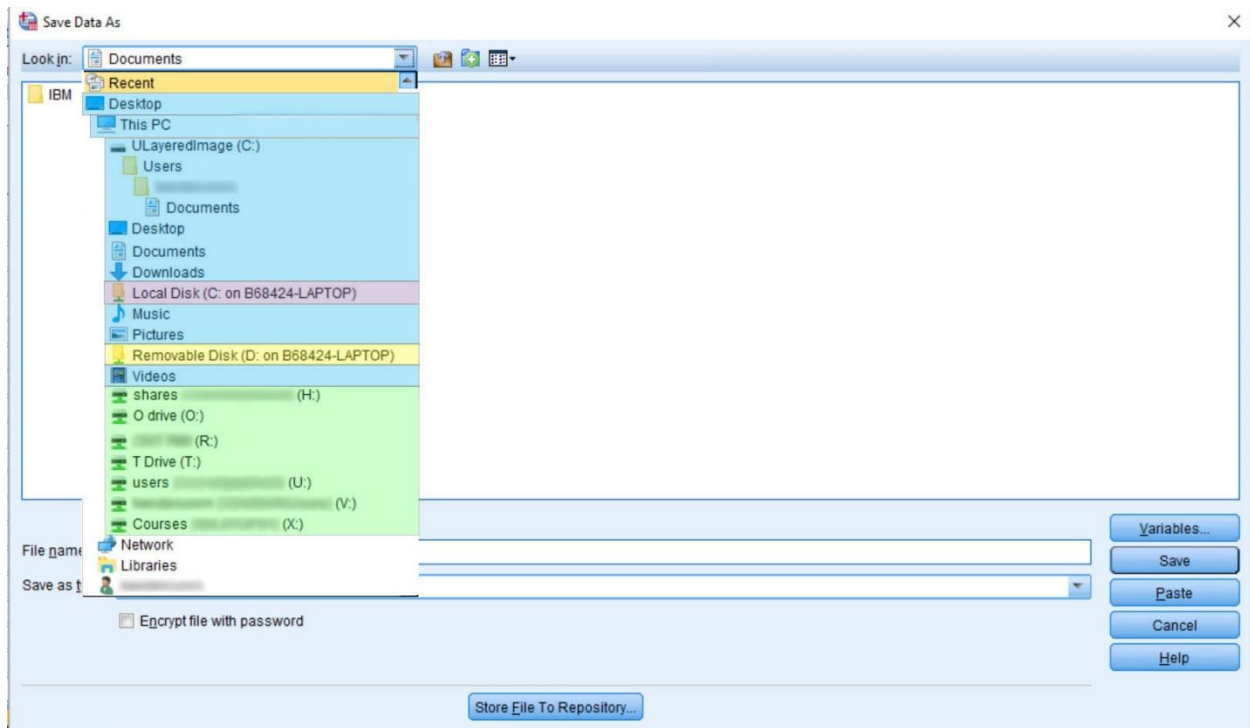 Save Data As
Look in: Documents
Recent
IBM
Desktop
This PC
ULayeredImage (C:)
Users
Documents
Desktop
Documents
Downloads
Local Disk (C: on B68424-LAPTOP)
Music
Pictures
Removable Disk (D: on B68424-LAPTOP)
Videos
shares (H:)
O drive (O:)
(R:)
T Drive (T:)
users (U:)
(V:)
Courses (X:)
Network
Libraries
File name
Save as t
Encrypt file with password
Variables...
Save
Paste
Cancel
Help
Store File To Repository...